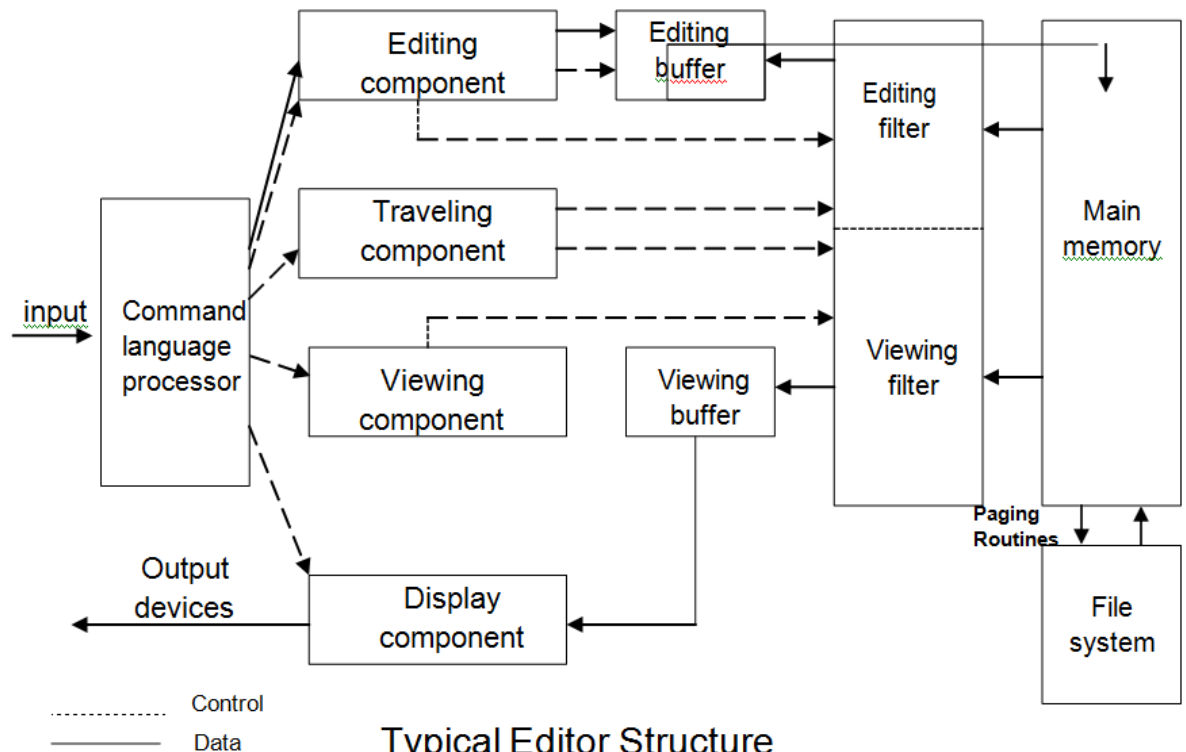 Editing
component
Editing
buffer
Editing
filter
Main
memory
Traveling
component
input
Command
language
processor
Viewing
component
Viewing
buffer
Viewing
filter
Paging
Routines
Output
devices
Display
component
File
system
Control
Data
Typical Editor Structure